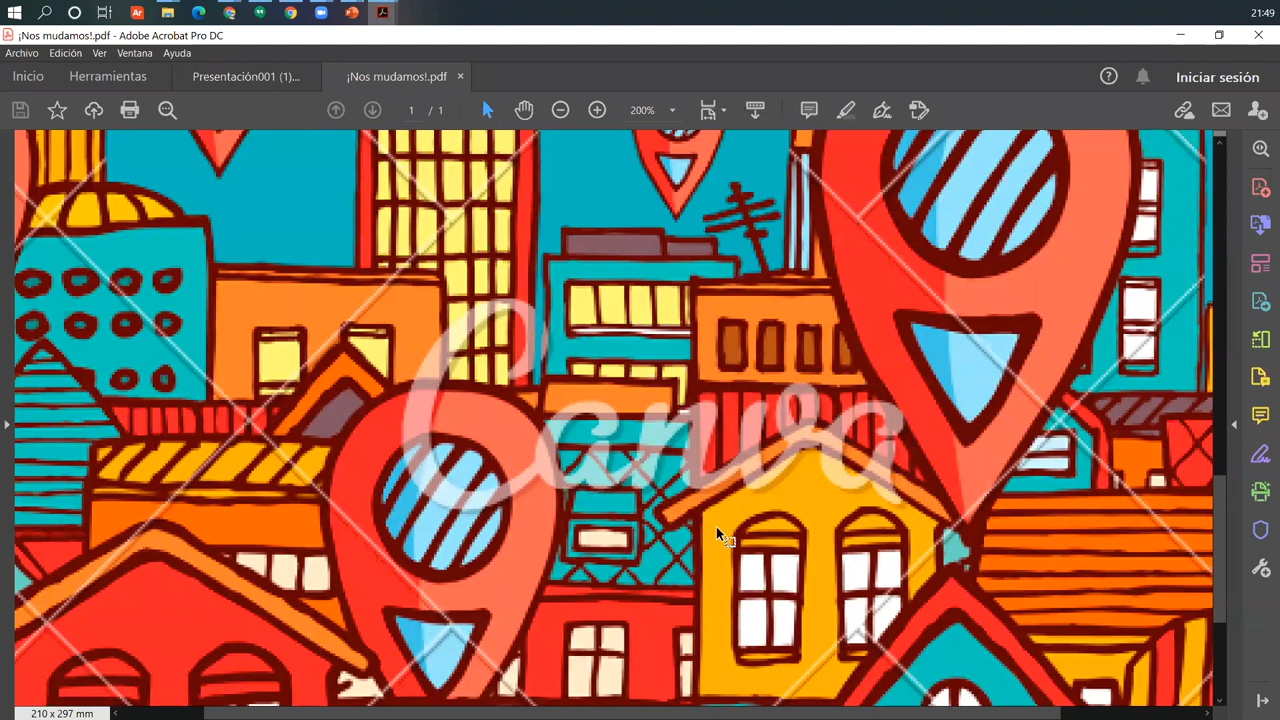 21:49
¡Nos mudamos!.pdf - Adobe Acrobat Pro DC
Archivo Edición Ver Ventana Ayuda
Inicio Herramientas Presentación001 (1)... ¡Nos mudamos!.pdf × Iniciar sesión
1 / 1 200%
Canva
210 x 297 mm